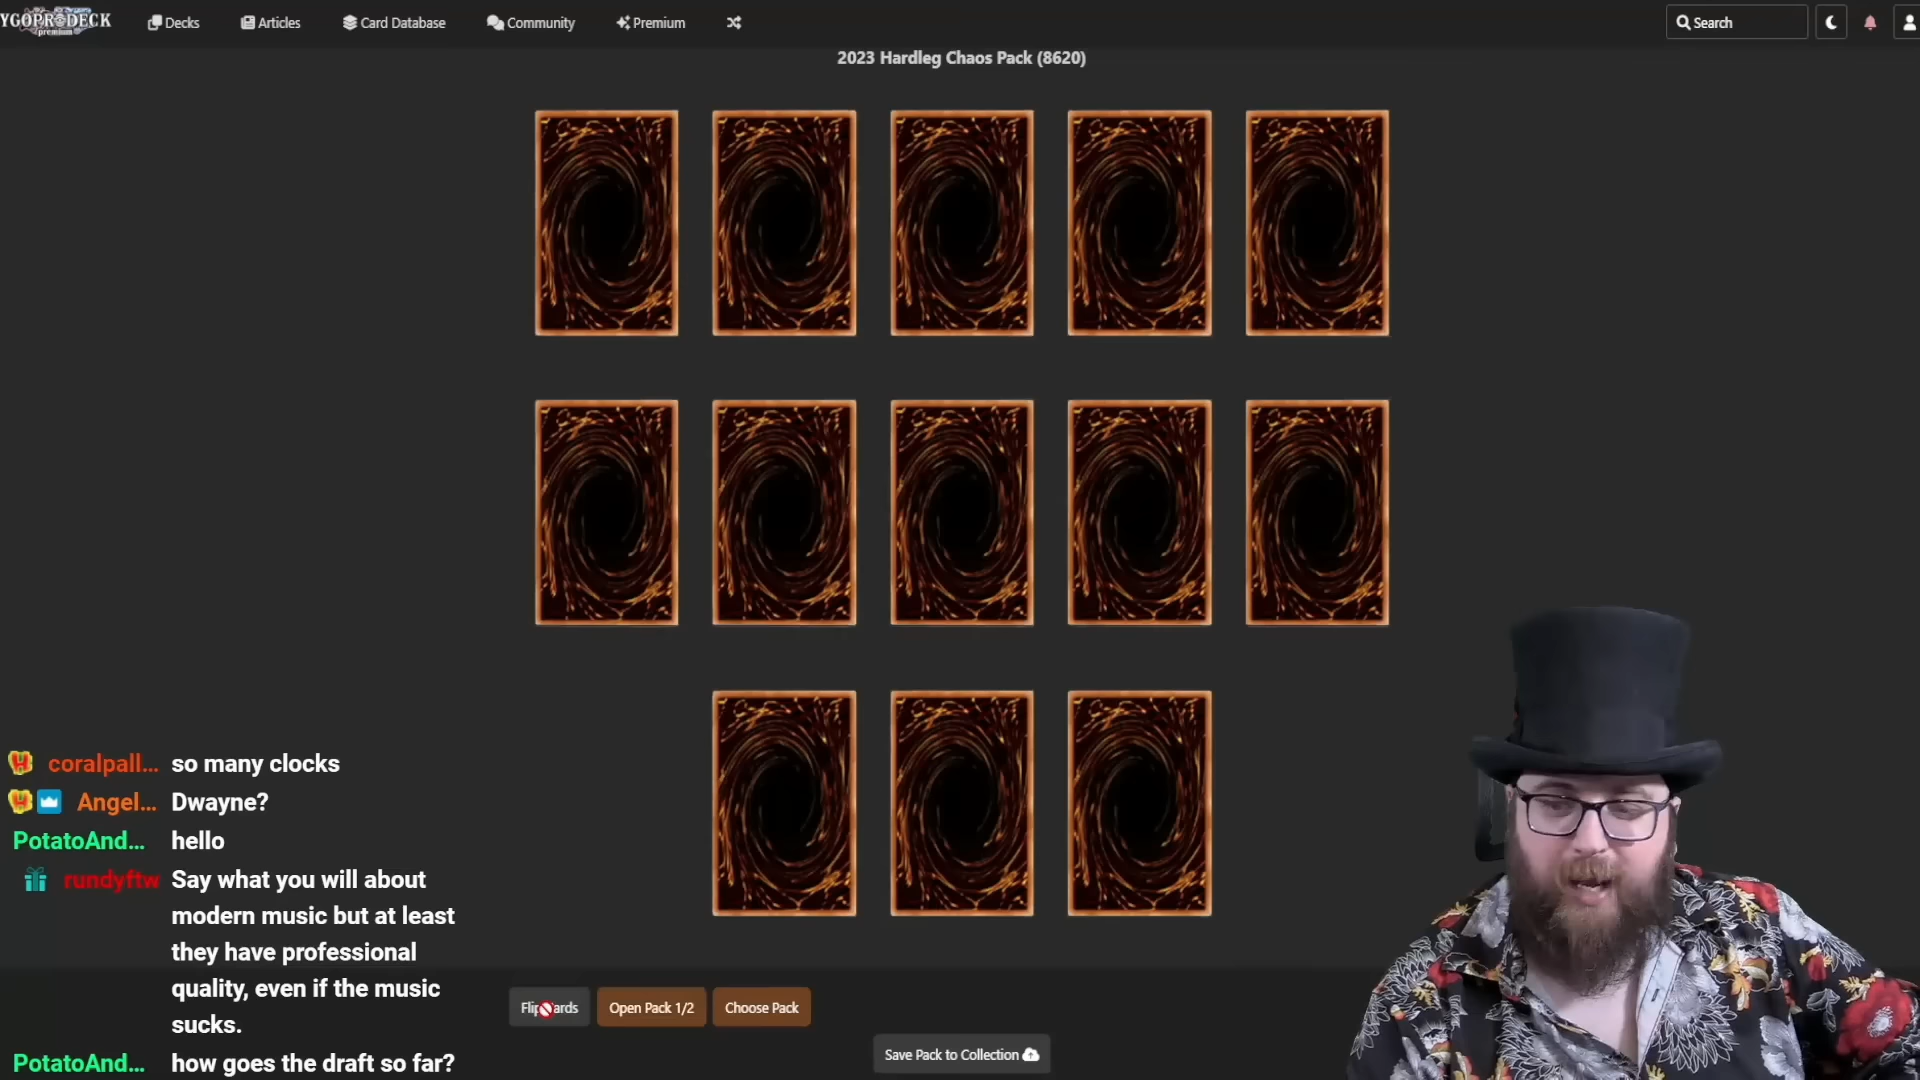 YGOPRODECK
premium
Decks
Articles
Card Database
Community
Premium
Search
2023 Hardleg Chaos Pack (8620)
coralpall... so many clocks
Angel... Dwayne?
PotatoAnd... hello
rundyftw Say what you will about
modern music but at least
they have professional
quality, even if the music
sucks.
PotatoAnd... how goes the draft so far?
Open Pack 1/2
Choose Pack
Save Pack to Collection